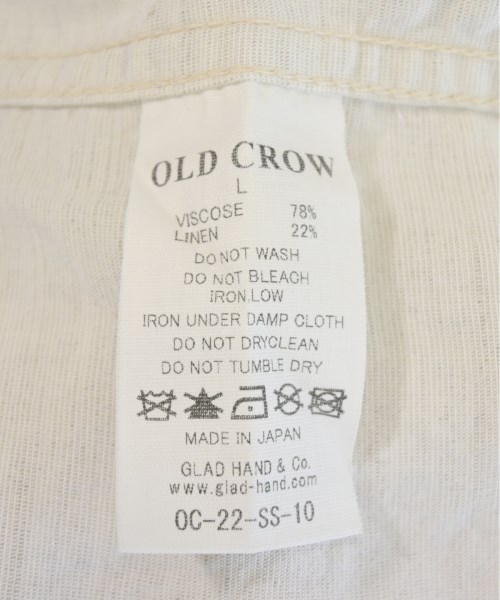 OLD CROW
L
VISCOSE 78%
LINEN 22%
DO NOT WASH
DO NOT BLEACH
IRON.LOW
IRON UNDER DAMP CLOTH
DO NOT DRYCLEAN
DO NOT TUMBLE DRY
MADE IN JAPAN
GLAD HAND & Co.
www.glad-hand.com
OC-22-SS-10